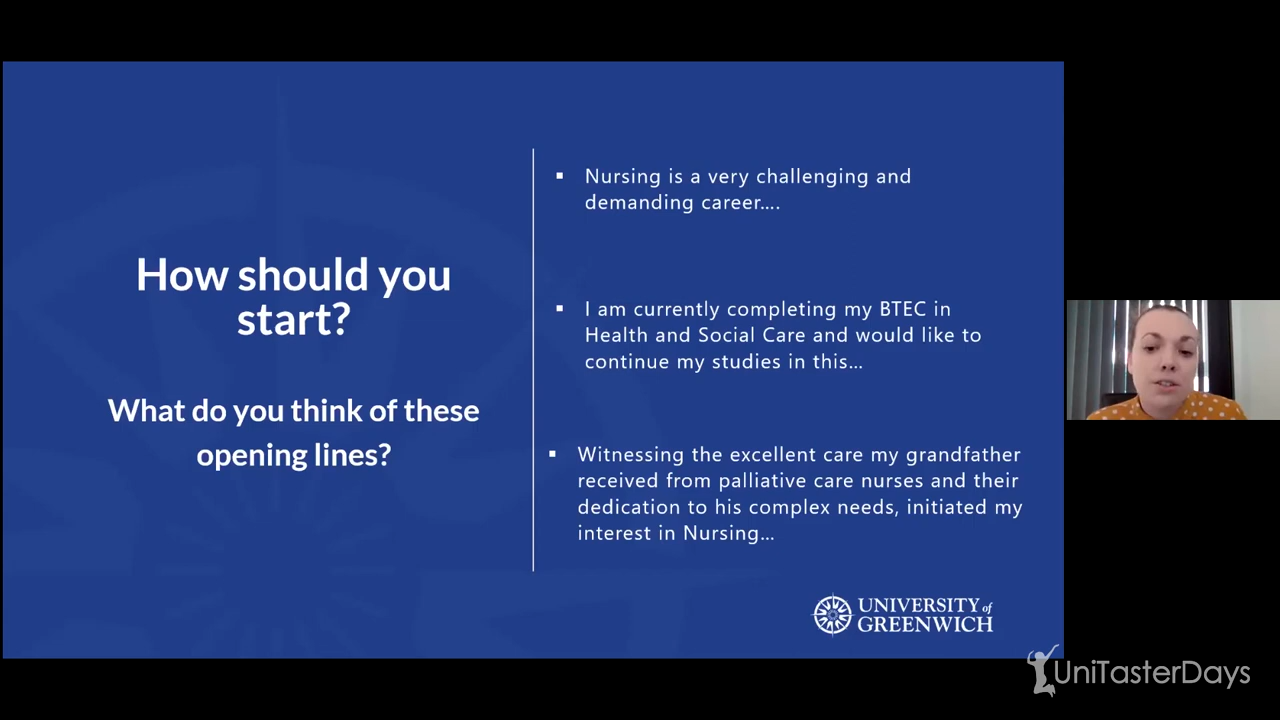 How should you
start?
What do you think of these
opening lines?
▪ Nursing is a very challenging and
demanding career....
▪ I am currently completing my BTEC in
Health and Social Care and would like to
continue my studies in this...
▪ Witnessing the excellent care my grandfather
received from palliative care nurses and their
dedication to his complex needs, initiated my
interest in Nursing...
UNIVERSITY of
GREENWICH
UniTasterDays